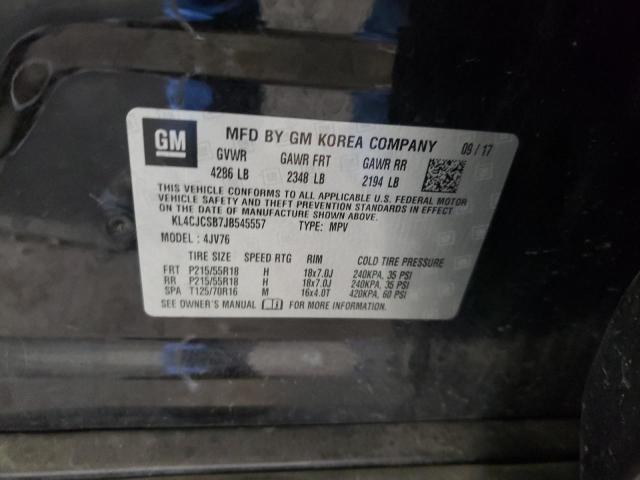 GM
MFD BY GM KOREA COMPANY 09 / 17
GVWR GAWR FRT GAWR RR
4286 LB 2348 LB 2194 LB
THIS VEHICLE CONFORMS TO ALL APPLICABLE U.S. FEDERAL MOTOR
VEHICLE SAFETY AND THEFT PREVENTION STANDARDS IN EFFECT
ON THE DATE OF MANUFACTURE SHOWN ABOVE.
KL4CJCSB7JB545557 TYPE: MPV
MODEL: 4JV76
TIRE SIZE SPEED RTG RIM COLD TIRE PRESSURE
FRT P215/55R18 H 18x7.0J 240KPA, 35 PSI
RR P215/55R18 H 18x7.0J 240KPA, 35 PSI
SPA T125/70R16 M 16x4.0T 420KPA, 60 PSI
SEE OWNER'S MANUAL FOR MORE INFORMATION.